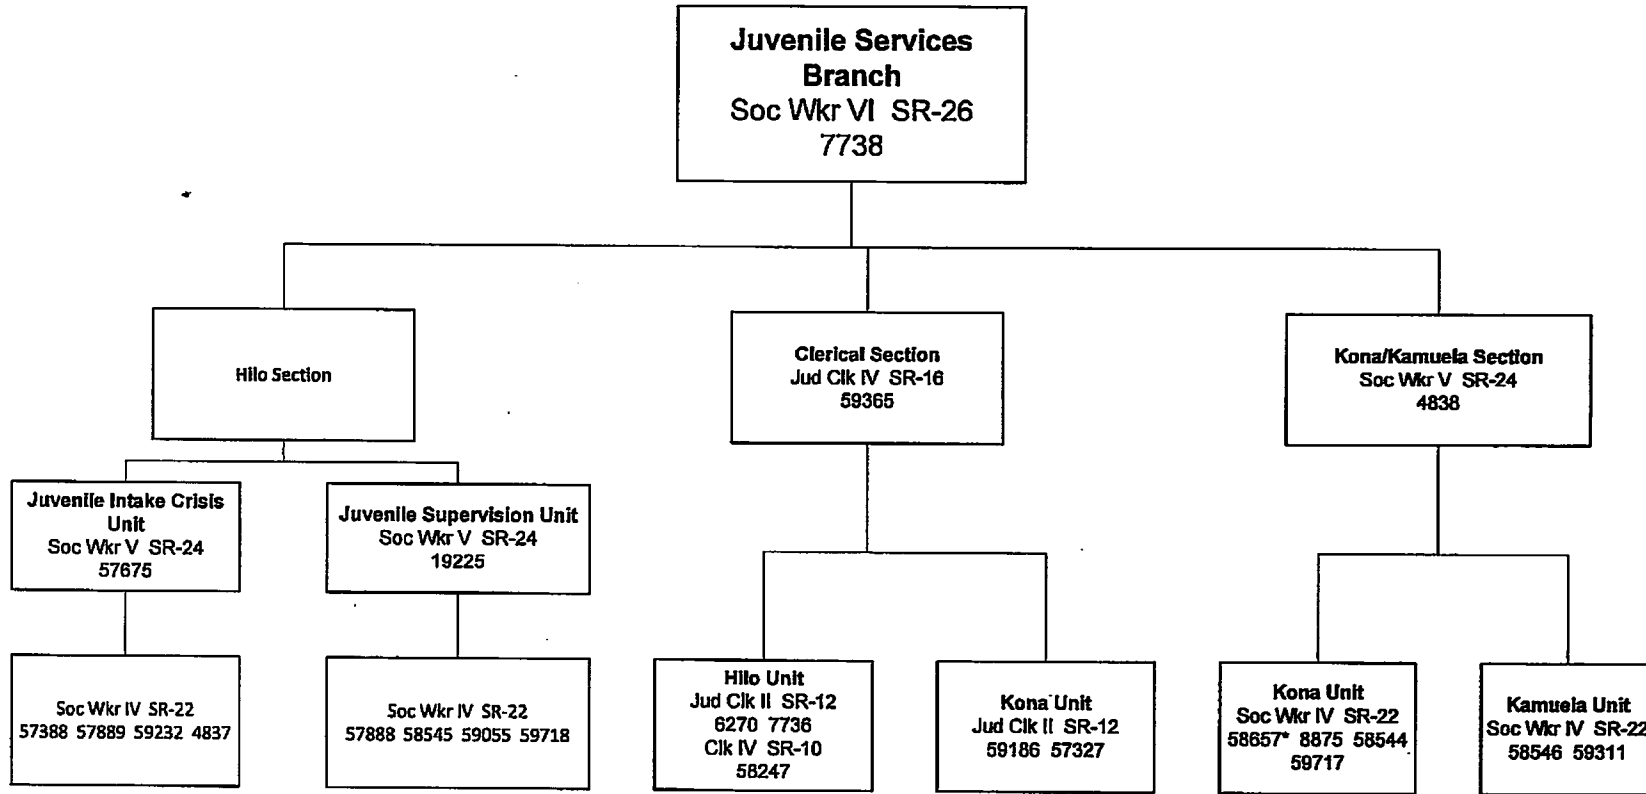 Juvenile Services
Branch
Soc Wkr VI SR-26
7738
Hilo Section
Clerical Section
Jud Clk IV SR-16
59365
Kona/Kamuela Section
Soc Wkr V SR-24
4838
Juvenile Intake Crisis
Unit
Soc Wkr V SR-24
57675
Juvenile Supervision Unit
Soc Wkr V SR-24
19225
Soc Wkr IV SR-22
57388 57889 59232 4837
Soc Wkr IV SR-22
57888 58545 59055 59718
Hilo Unit
Jud Clk II SR-12
6270 7736
Clk IV SR-10
58247
Kona Unit
Jud Clk II SR-12
59186 57327
Kona Unit
Soc Wkr IV SR-22
58657* 8875 58544
59717
Kamuela Unit
Soc Wkr IV SR-22
58546 59311